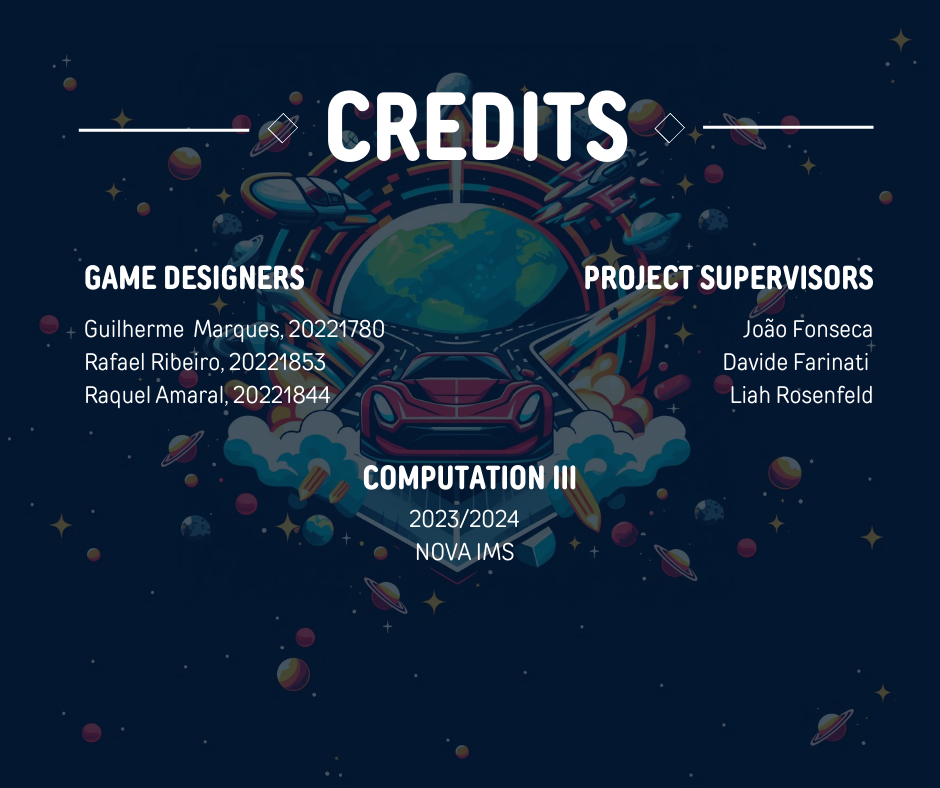 CREDITS
GAME DESIGNERS
Guilherme Marques, 20221780
Rafael Ribeiro, 20221853
Raquel Amaral, 20221844
PROJECT SUPERVISORS
João Fonseca
Davide Farinati
Liah Rosenfeld
COMPUTATION III
2023/2024
NOVA IMS